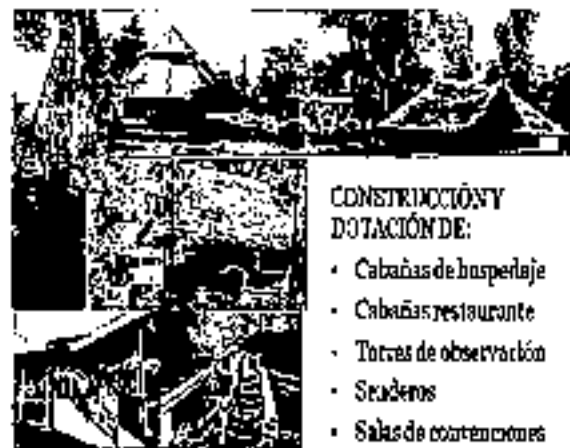 CONSTRUCCIÓN Y
DOTACIÓN DE:
• Cabañas de hospedaje
• Cabañas restaurante
• Torres de observación
• Senderos
• Salas de convenciones